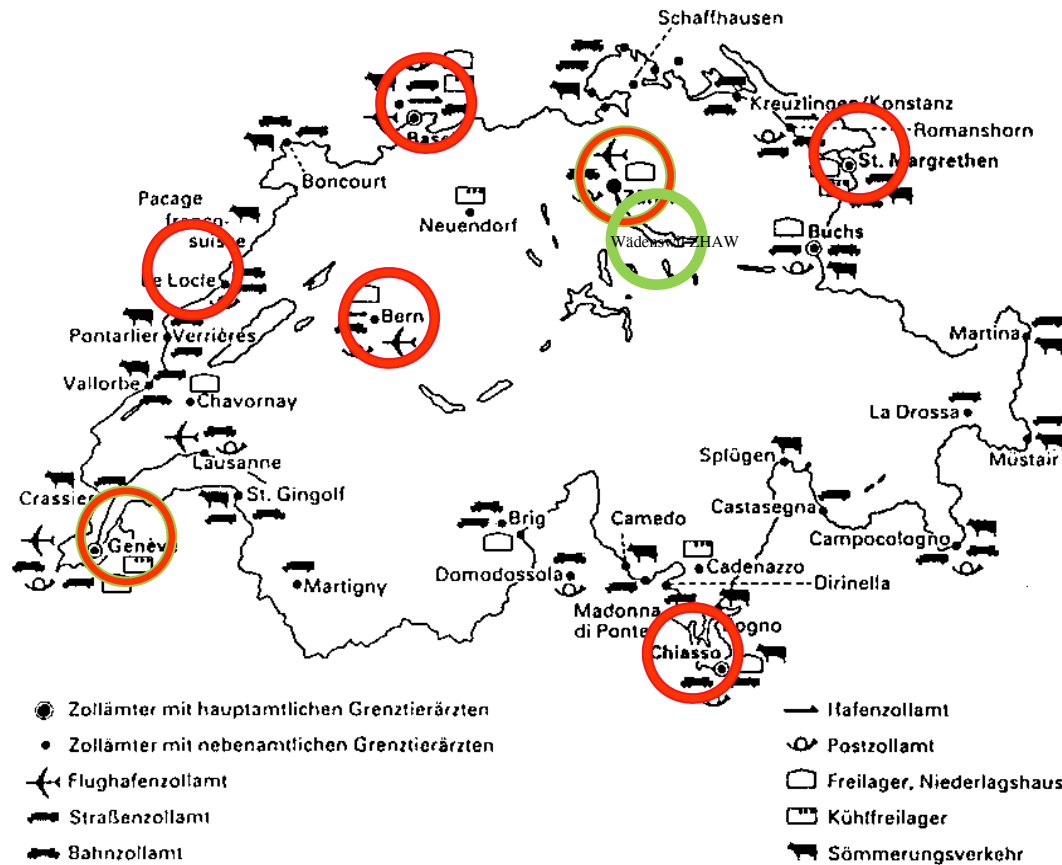 Schaffhausen
Kreuzlingen/Konstanz
Romanshorn
St. Margrethen
Boncourt
Pacage
franco-
suisse
Neuendorf
Wädenswil ZHAW
Buchs
Le Locle
Bern
Pontarlier
Verrières
Martina
Vallorbe
Chavornay
La Drossa
Lausanne
Splügen
Müstair
Crassier
St. Gingolf
Brig
Camedo
Castasegna
Campocologno
Genève
Martigny
Domodossola
Cadenazzo
Dirinella
Madonna
di Ponte
Chiasso
Zollämter mit hauptamtlichen Grenztierärzten
Zollämter mit nebenamtlichen Grenztierärzten
Flughafenzollamt
Straßenzollamt
Bahnzollamt
Hafenzollamt
Postzollamt
Freilager, Niederlagshaus
Kühlfreilager
Sömmerungsverkehr